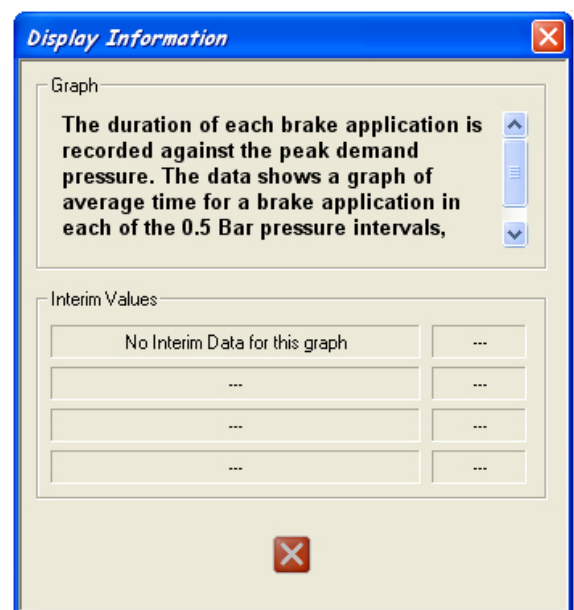 Display Information
Graph
The duration of each brake application is
recorded against the peak demand
pressure. The data shows a graph of
average time for a brake application in
each of the 0.5 Bar pressure intervals,
Interim Values
No Interim Data for this graph ---
--- ---
--- ---
--- ---